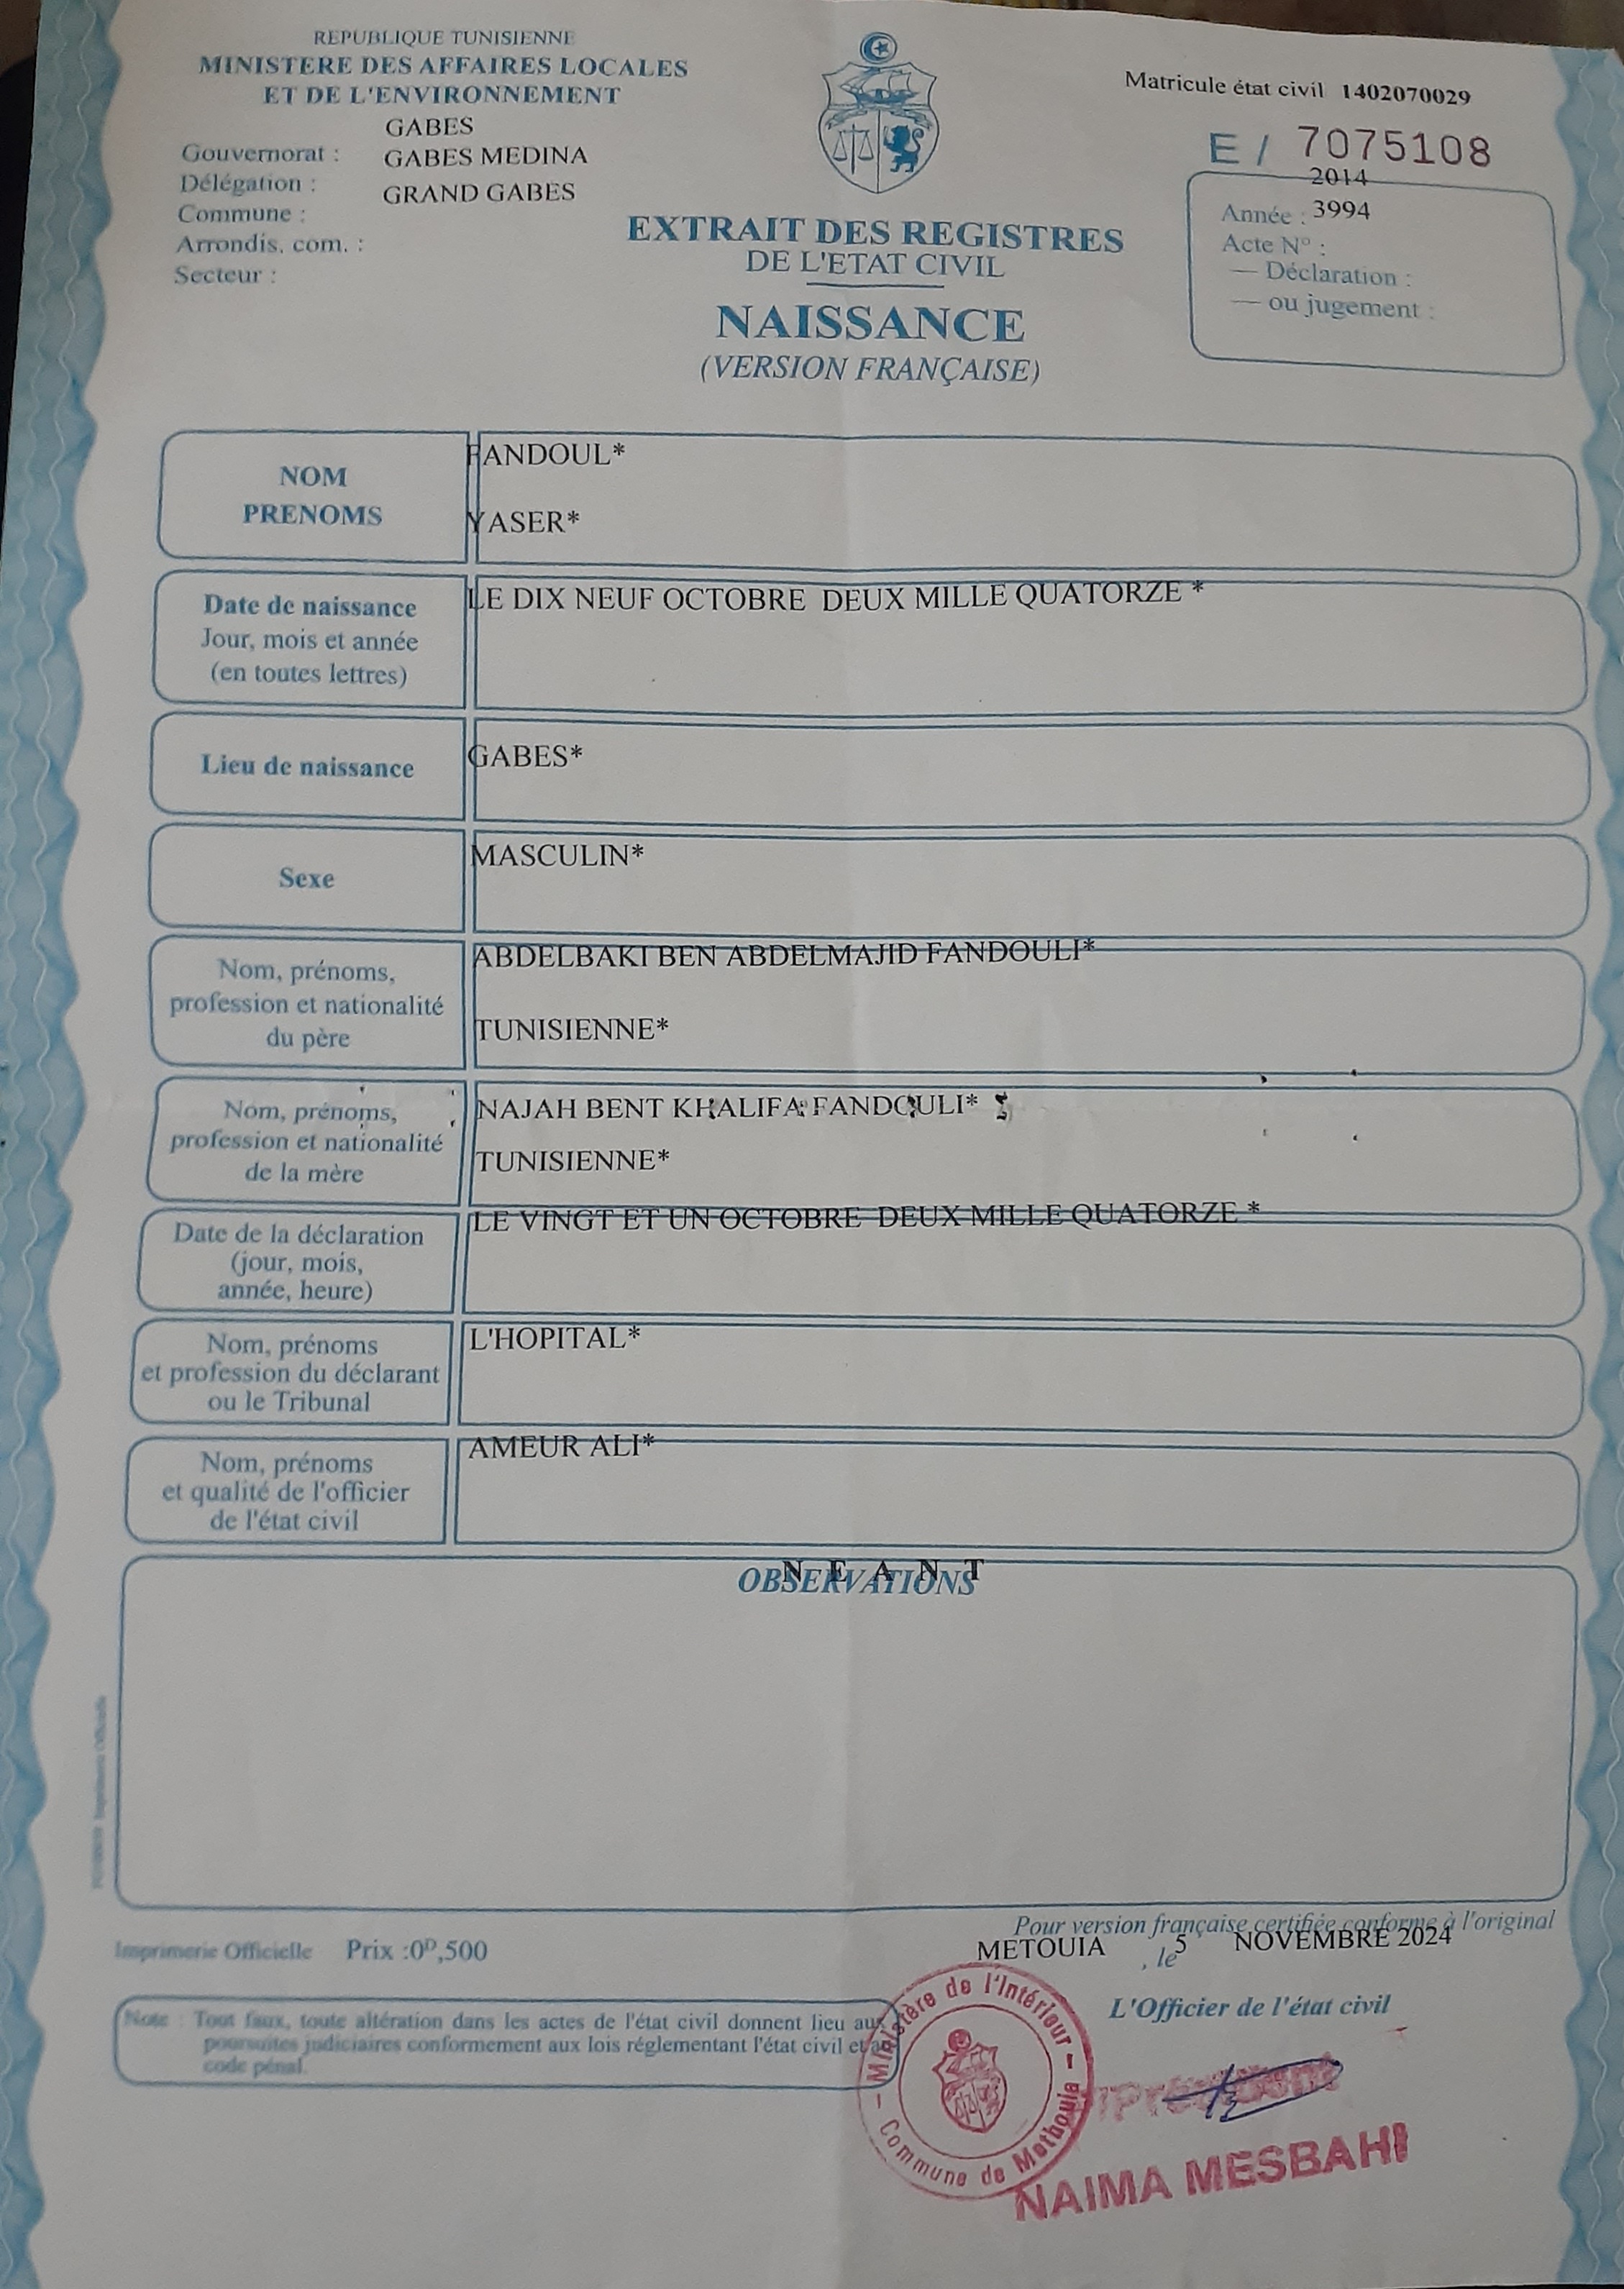 REPUBLIQUE TUNISIENNE
MINISTERE DES AFFAIRES LOCALES
ET DE L'ENVIRONNEMENT
GABES
Gouvernorat : GABES MEDINA
Délégation : GRAND GABES
Commune :
Arrondis. com. :
Secteur :
Matricule état civil 1402070029
E / 7075108
2014
Année : 3994
Acte N° :
— Déclaration :
— ou jugement :
EXTRAIT DES REGISTRES
DE L'ETAT CIVIL
NAISSANCE
(VERSION FRANÇAISE)
NOM
PRENOMS
FANDOUL*
YASER*
Date de naissance
Jour, mois et année
(en toutes lettres)
LE DIX NEUF OCTOBRE DEUX MILLE QUATORZE *
Lieu de naissance
GABES*
Sexe
MASCULIN*
Nom, prénoms,
profession et nationalité
du père
ABDELBAKI BEN ABDELMAJID FANDOULI*
TUNISIENNE*
Nom, prénoms,
profession et nationalité
de la mère
NAJAH BENT KHALIFA FANDOULI*
TUNISIENNE*
Date de la déclaration
(jour, mois,
année, heure)
LE VINGT ET UN OCTOBRE DEUX MILLE QUATORZE *
Nom, prénoms
et profession du déclarant
ou le Tribunal
L'HOPITAL*
Nom, prénoms
et qualité de l'officier
de l'état civil
AMEUR ALI*
N E A N T
OBSERVATIONS
Imprimerie Officielle Prix :0ᴰ,500
Pour version française certifiée conforme à l'original
METOUIA , le 5 NOVEMBRE 2024
L'Officier de l'état civil
Note : Tout faux, toute altération dans les actes de l'état civil donnent lieu aux
poursuites judiciaires conformement aux lois réglementant l'état civil et
code pénal.
Ministère de l'Intérieur
Commune de Methouia
NAIMA MESBAHI